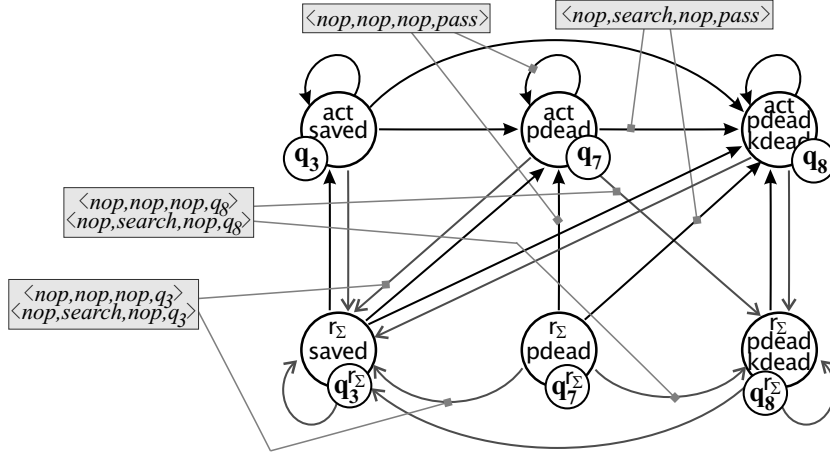 <nop,nop,nop,pass>
<nop,search,nop,pass>
act
saved
q3
act
pdead
q7
act
pdead
kdead
q8
<nop,nop,nop,q8>
<nop,search,nop,q8>
<nop,nop,nop,q3>
<nop,search,nop,q3>
rΣ
saved
q3rΣ
rΣ
pdead
q7rΣ
rΣ
pdead
kdead
q8rΣ